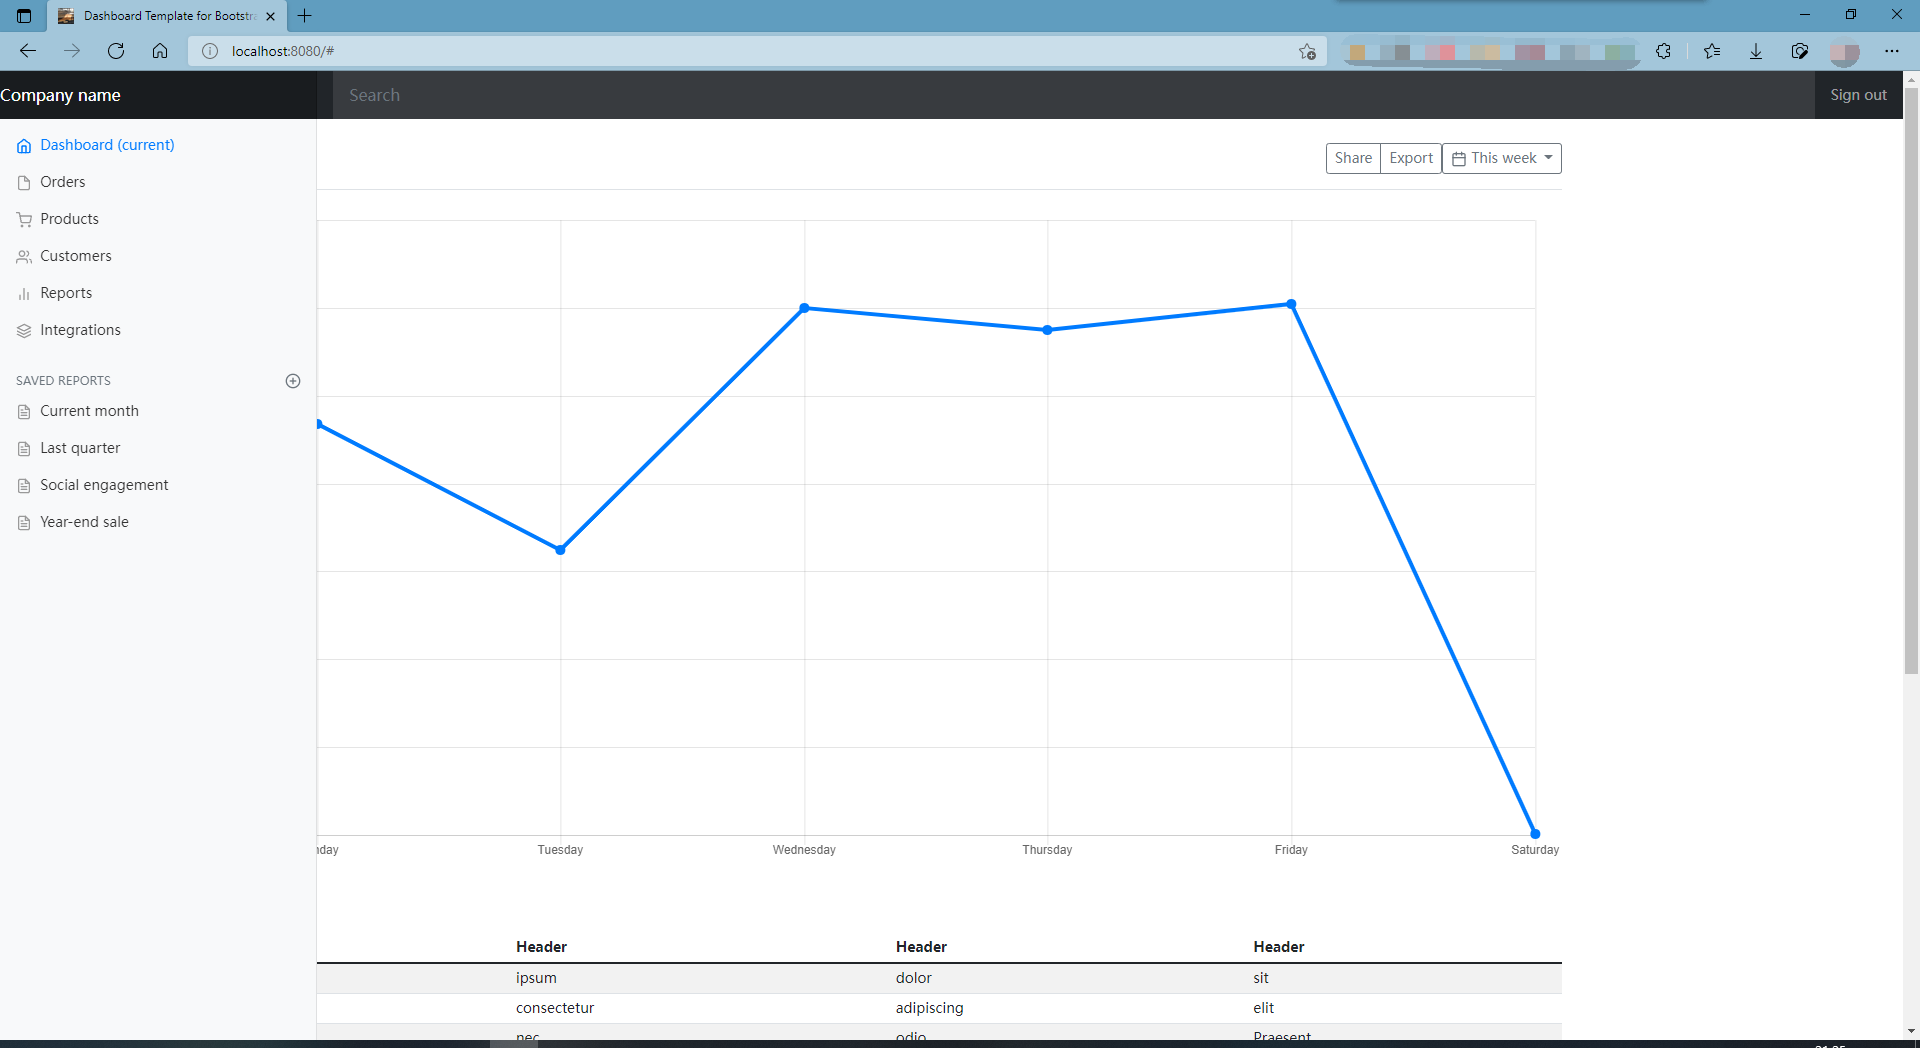 Dashboard Template for Bootstra
localhost:8080/#
Company name
Search
Sign out
Dashboard (current)
Orders
Products
Customers
Reports
Integrations
SAVED REPORTS
Current month
Last quarter
Social engagement
Year-end sale
Share
Export
This week
nday
Tuesday
Wednesday
Thursday
Friday
Saturday
Header Header Header
ipsum dolor sit
consectetur adipiscing elit
nec odio Praesent